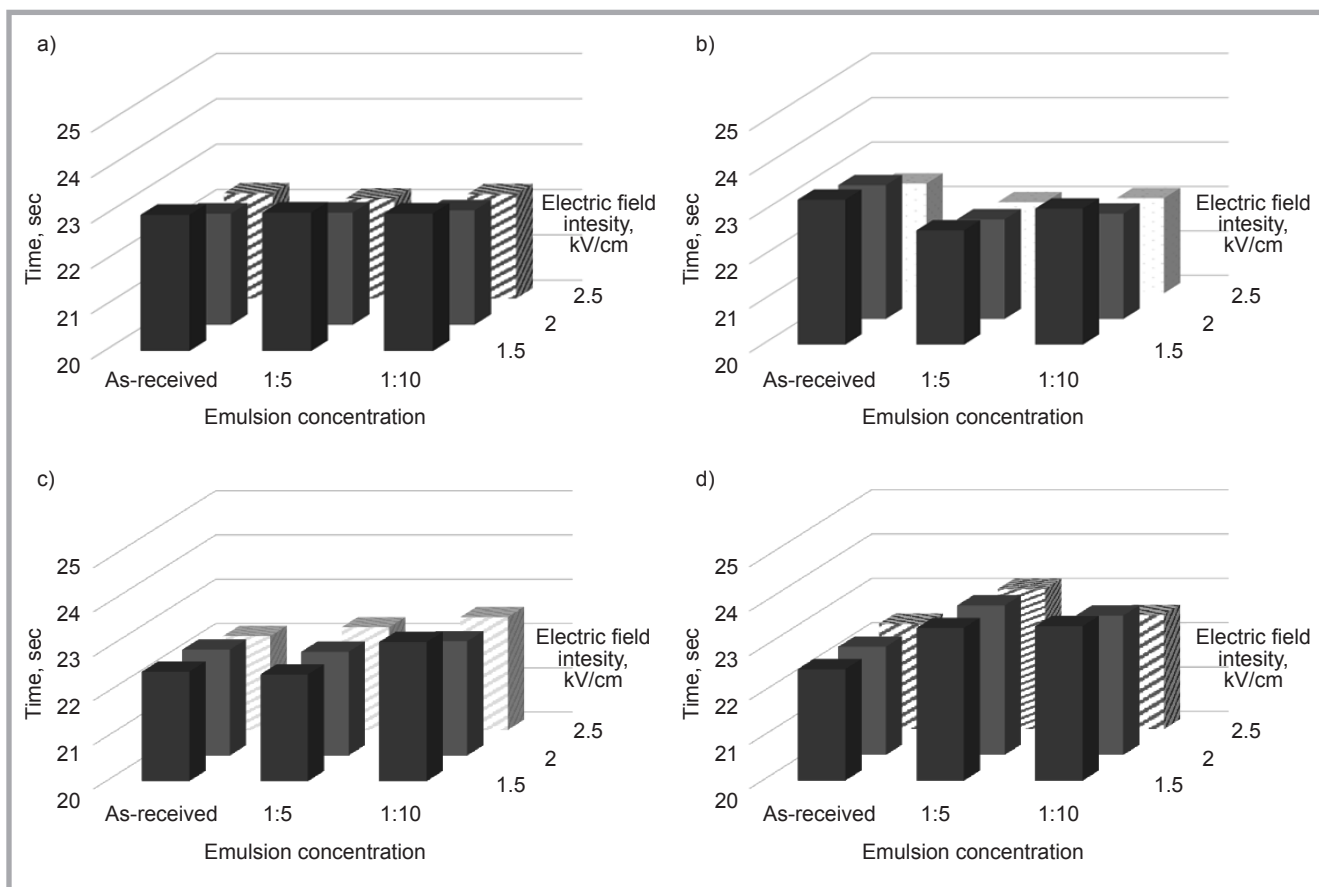 a)
25
24
23
22
21
20
Time, sec
As-received
1:5
1:10
Emulsion concentration
Electric field
intesity,
kV/cm
2.5
2
1.5
b)
25
24
23
22
21
20
Time, sec
As-received
1:5
1:10
Emulsion concentration
Electric field
intesity,
kV/cm
2.5
2
1.5
c)
25
24
23
22
21
20
Time, sec
As-received
1:5
1:10
Emulsion concentration
Electric field
intesity,
kV/cm
2.5
2
1.5
d)
25
24
23
22
21
20
Time, sec
As-received
1:5
1:10
Emulsion concentration
Electric field
intesity,
kV/cm
2.5
2
1.5